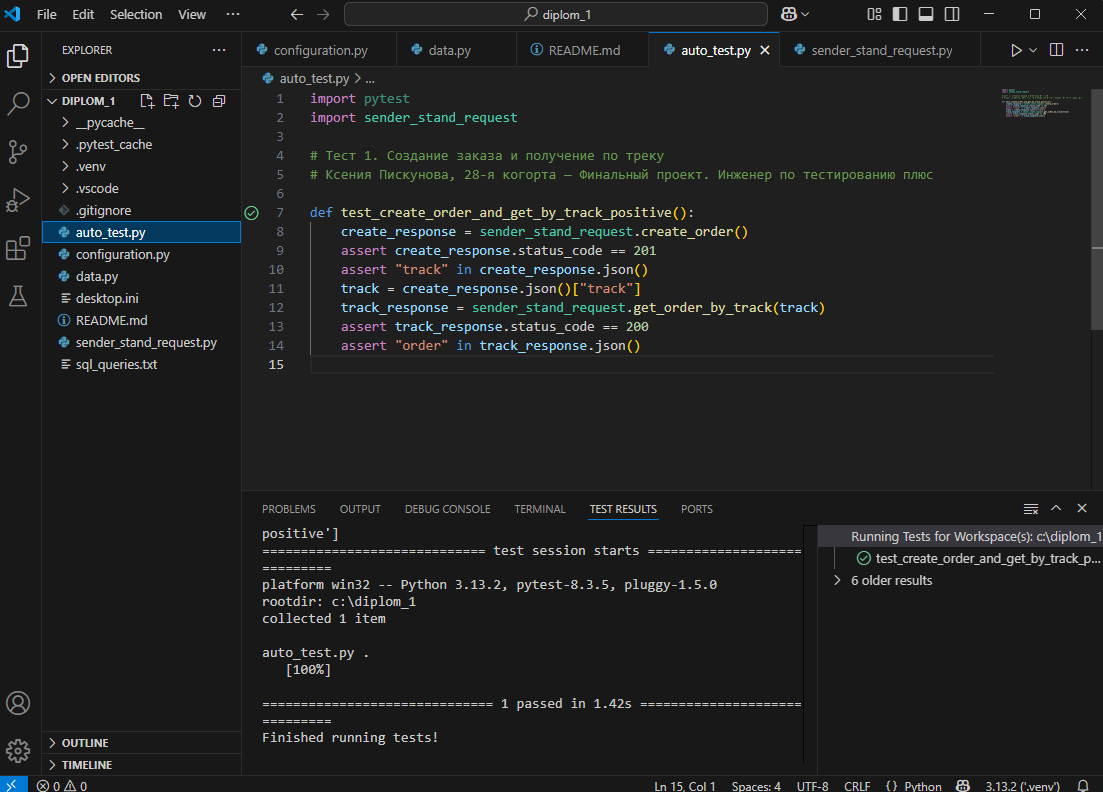 File Edit Selection View ··· diplom_1
EXPLORER ···
OPEN EDITORS
DIPLOM_1
__pycache__
.pytest_cache
.venv
.vscode
.gitignore
auto_test.py
configuration.py
data.py
desktop.ini
README.md
sender_stand_request.py
sql_queries.txt
OUTLINE
TIMELINE
configuration.py data.py README.md auto_test.py sender_stand_request.py ···
auto_test.py > ...
1 import pytest
2 import sender_stand_request
3
4 # Тест 1. Создание заказа и получение по треку
5 # Ксения Пискунова, 28-я когорта — Финальный проект. Инженер по тестированию плюс
6
7 def test_create_order_and_get_by_track_positive():
8 create_response = sender_stand_request.create_order()
9 assert create_response.status_code == 201
10 assert "track" in create_response.json()
11 track = create_response.json()["track"]
12 track_response = sender_stand_request.get_order_by_track(track)
13 assert track_response.status_code == 200
14 assert "order" in track_response.json()
15
PROBLEMS OUTPUT DEBUG CONSOLE TERMINAL TEST RESULTS PORTS
positive']
============================= test session starts ====================
=========
platform win32 -- Python 3.13.2, pytest-8.3.5, pluggy-1.5.0
rootdir: c:\diplom_1
collected 1 item
auto_test.py .
[100%]
============================== 1 passed in 1.42s =====================
=========
Finished running tests!
Running Tests for Workspace(s): c:\diplom_1
test_create_order_and_get_by_track_p...
6 older results
0 0 Ln 15, Col 1 Spaces: 4 UTF-8 CRLF {} Python 3.13.2 ('.venv')